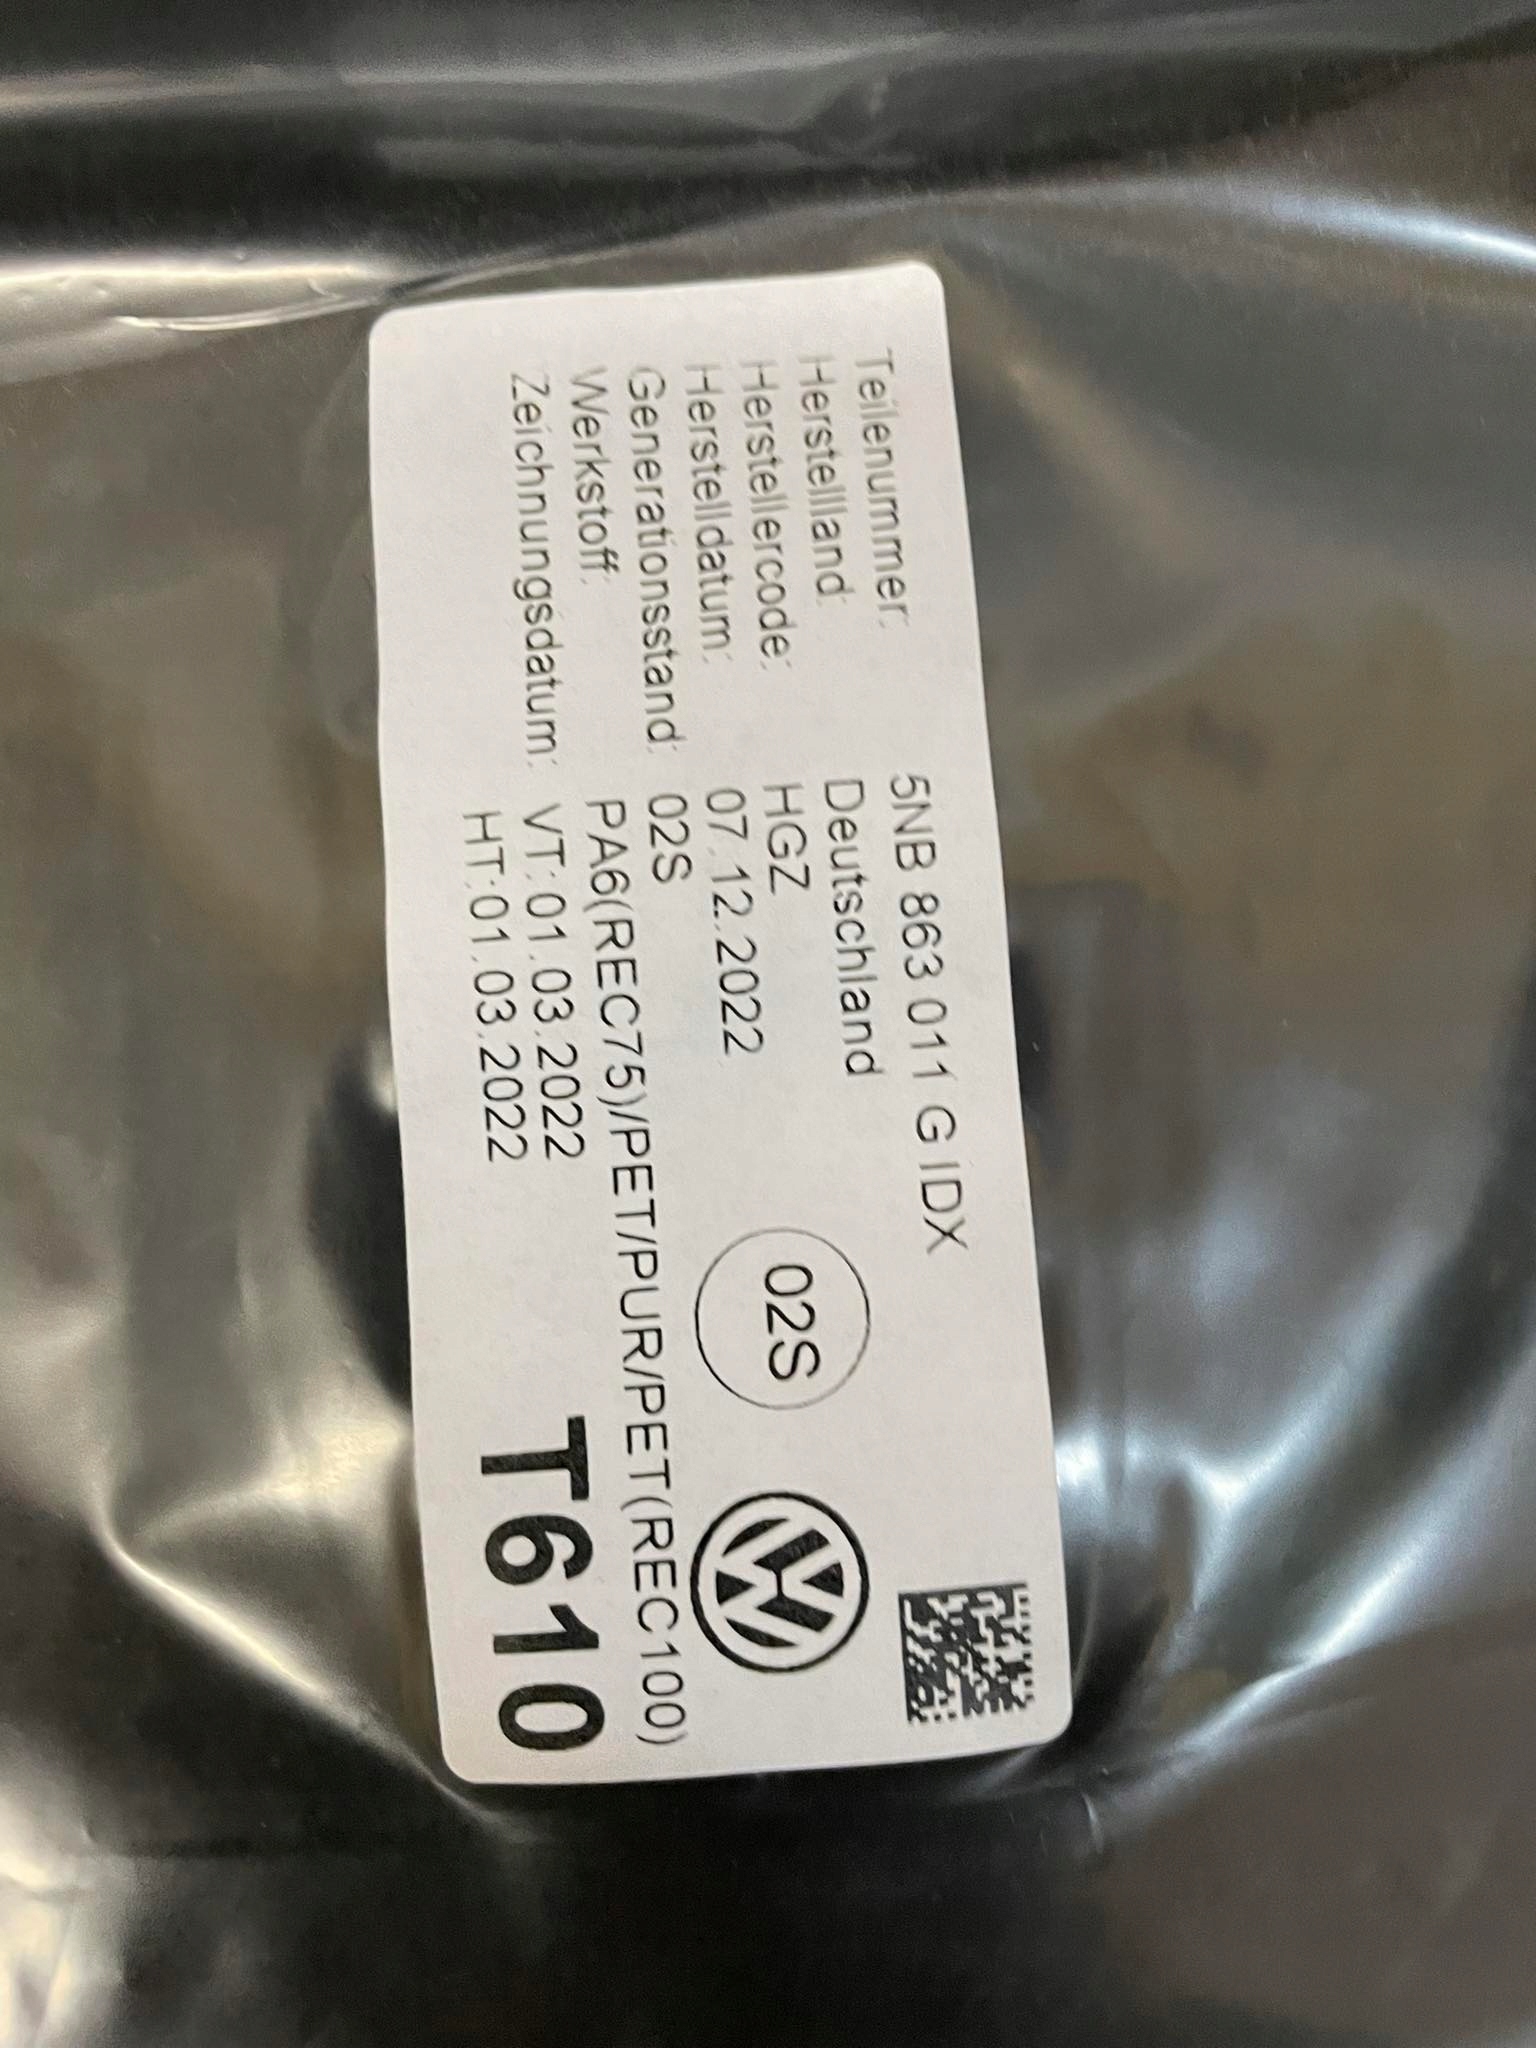 Teilenummer: 5NB 863 011 G IDX
Herstellland: Deutschland
Herstellercode: HGZ
Herstelldatum: 07.12.2022
Generationsstand: 02S
Werkstoff: PA6(REC75)/PET/PUR/PET(REC100)
Zeichnungsdatum: VT:01.03.2022
HT:01.03.2022
02S
T610